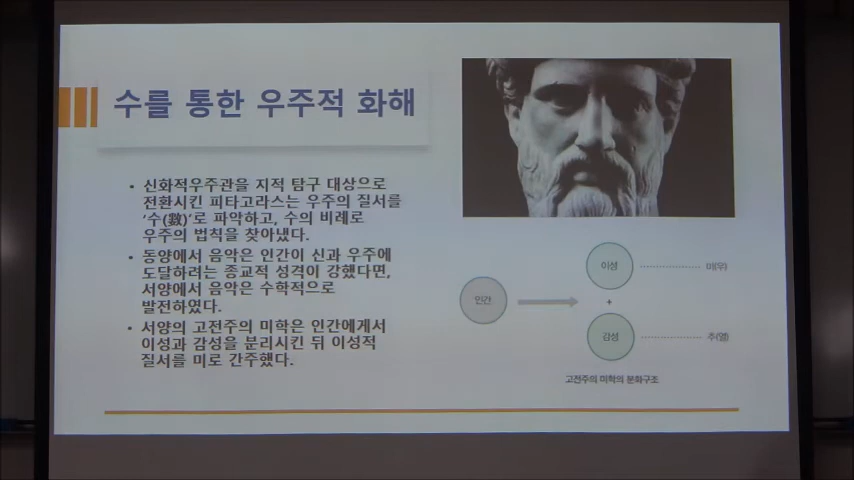 수를 통한 우주적 화해
▪ 신화적우주관을 지적 탐구 대상으로
전환시킨 피타고라스는 우주의 질서를
‘수(數)’로 파악하고, 수의 비례로
우주의 법칙을 찾아냈다.
▪ 동양에서 음악은 인간이 신과 우주에
도달하려는 종교적 성격이 강했다면,
서양에서 음악은 수학적으로
발전하였다.
▪ 서양의 고전주의 미학은 인간에게서
이성과 감성을 분리시킨 뒤 이성적
질서를 미로 간주했다.
이성
인간
+
감성
고전주의 미학의 분화구조